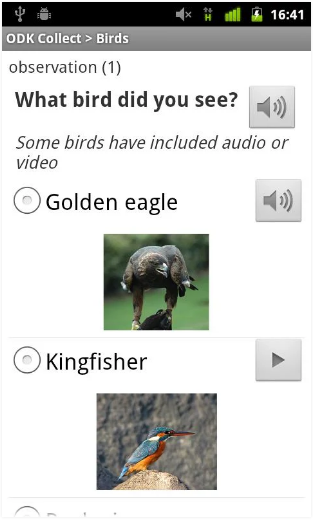 H 16:41
ODK Collect > Birds
observation (1)
What bird did you see?
Some birds have included audio or
video
Golden eagle
Kingfisher